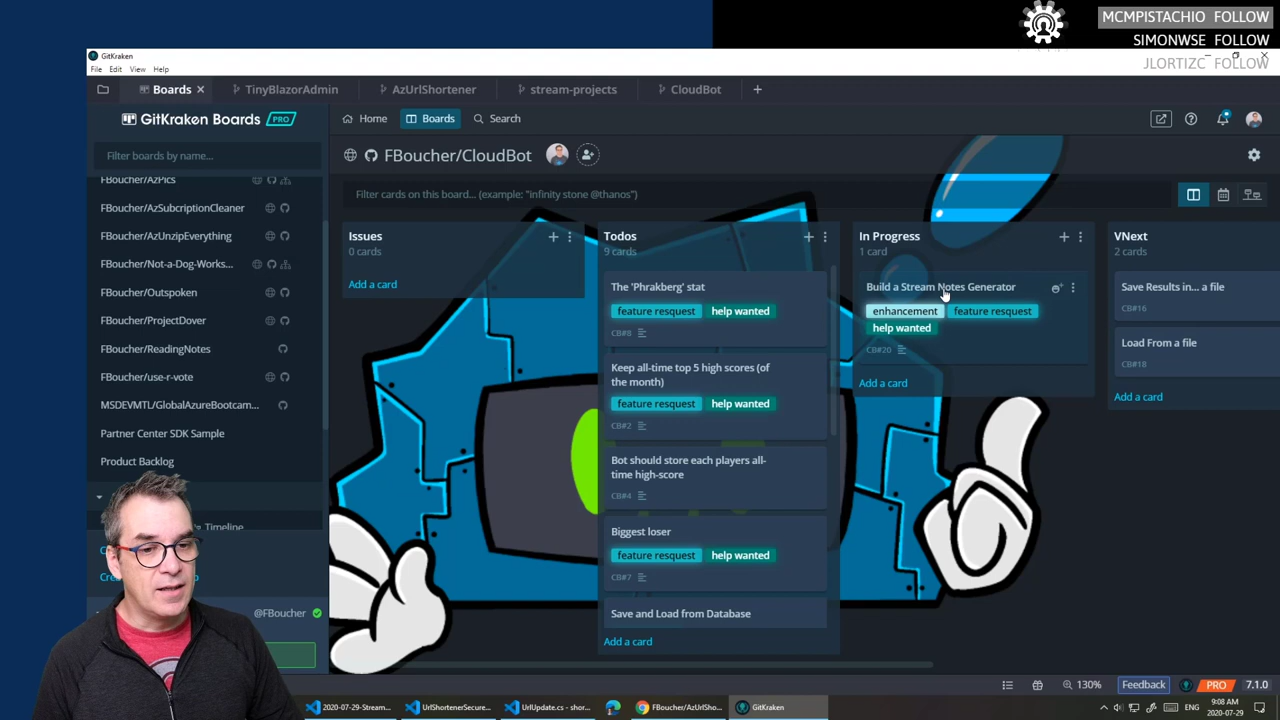 MCMPISTACHIO FOLLOW
SIMONWSE FOLLOW
JLORTIZC FOLLOW
GitKraken
File Edit View Help
Boards
TinyBlazorAdmin
AzUrlShortener
stream-projects
CloudBot
GitKraken Boards PRO
Home
Boards
Search
Filter boards by name...
FBoucher/CloudBot
FBoucher/AzPics
FBoucher/AzSubcriptionCleaner
FBoucher/AzUnzipEverything
FBoucher/Not-a-Dog-Works...
FBoucher/Outspoken
FBoucher/ProjectDover
FBoucher/ReadingNotes
FBoucher/use-r-vote
MSDEVMTL/GlobalAzureBootcam...
Partner Center SDK Sample
Product Backlog
Timeline
@FBoucher
Filter cards on this board... (example: "infinity stone @thanos")
Issues
0 cards
Add a card
Todos
9 cards
The 'Phrakberg' stat
feature resquest help wanted
CB#8
Keep all-time top 5 high scores (of
the month)
feature resquest help wanted
CB#2
Bot should store each players all-
time high-score
CB#4
Biggest loser
feature resquest help wanted
CB#7
Save and Load from Database
Add a card
In Progress
1 card
Build a Stream Notes Generator
enhancement feature resquest
help wanted
CB#20
Add a card
VNext
2 cards
Save Results in... a file
CB#16
Load From a file
CB#18
Add a card
130%
Feedback
PRO
7.1.0
2020-07-29-Stream...
UrlShortenerSecure...
UrlUpdate.cs - shor...
FBoucher/AzUrlSho...
GitKraken
ENG
9:08 AM
2020-07-29